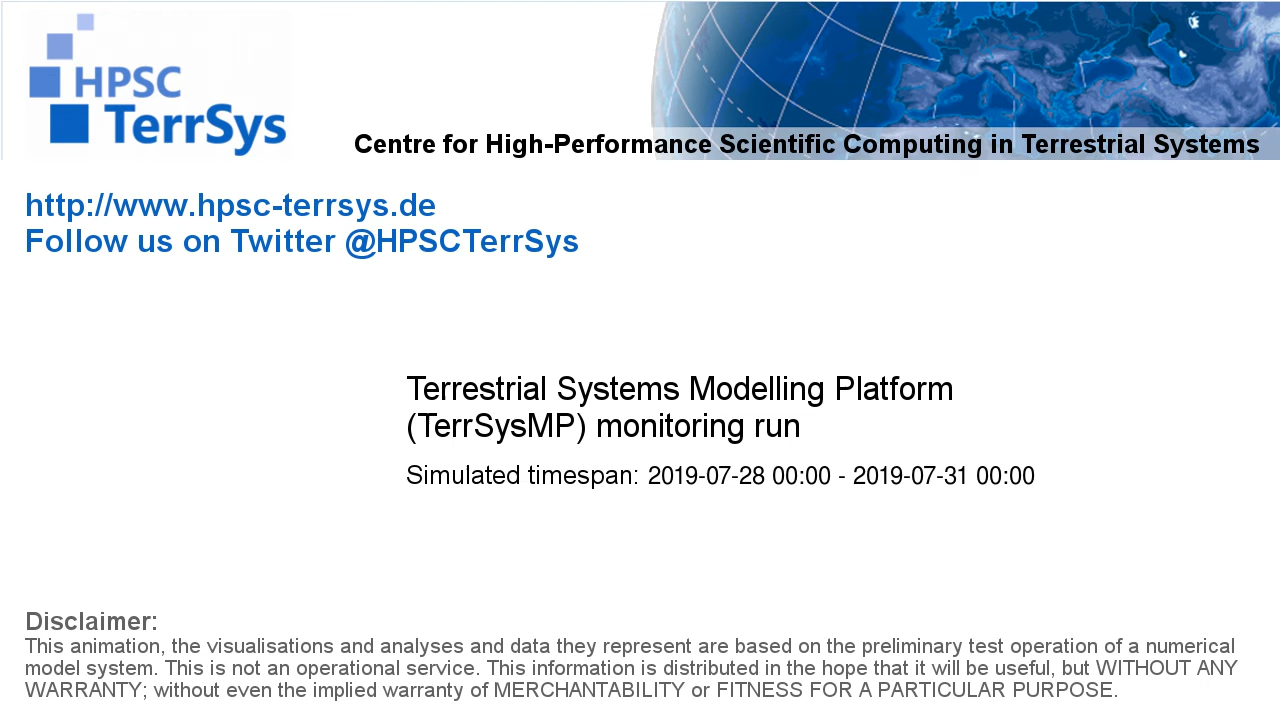 HPSC
TerrSys
Centre for High-Performance Scientific Computing in Terrestrial Systems
http://www.hpsc-terrsys.de
Follow us on Twitter @HPSCTerrSys
Terrestrial Systems Modelling Platform
(TerrSysMP) monitoring run
Simulated timespan: 2019-07-28 00:00 - 2019-07-31 00:00
Disclaimer:
This animation, the visualisations and analyses and data they represent are based on the preliminary test operation of a numerical
model system. This is not an operational service. This information is distributed in the hope that it will be useful, but WITHOUT ANY
WARRANTY; without even the implied warranty of MERCHANTABILITY or FITNESS FOR A PARTICULAR PURPOSE.